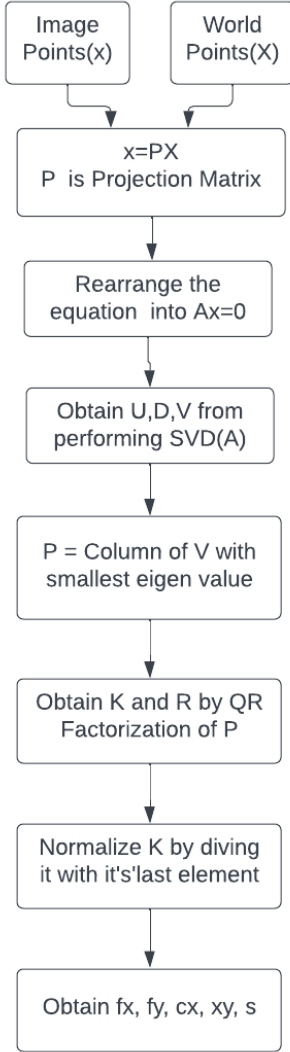 Image
Points(x)
World
Points(X)
x=PX
P is Projection Matrix
Rearrange the
equation into Ax=0
Obtain U,D,V from
performing SVD(A)
P = Column of V with
smallest eigen value
Obtain K and R by QR
Factorization of P
Normalize K by diving
it with it's'last element
Obtain fx, fy, cx, xy, s